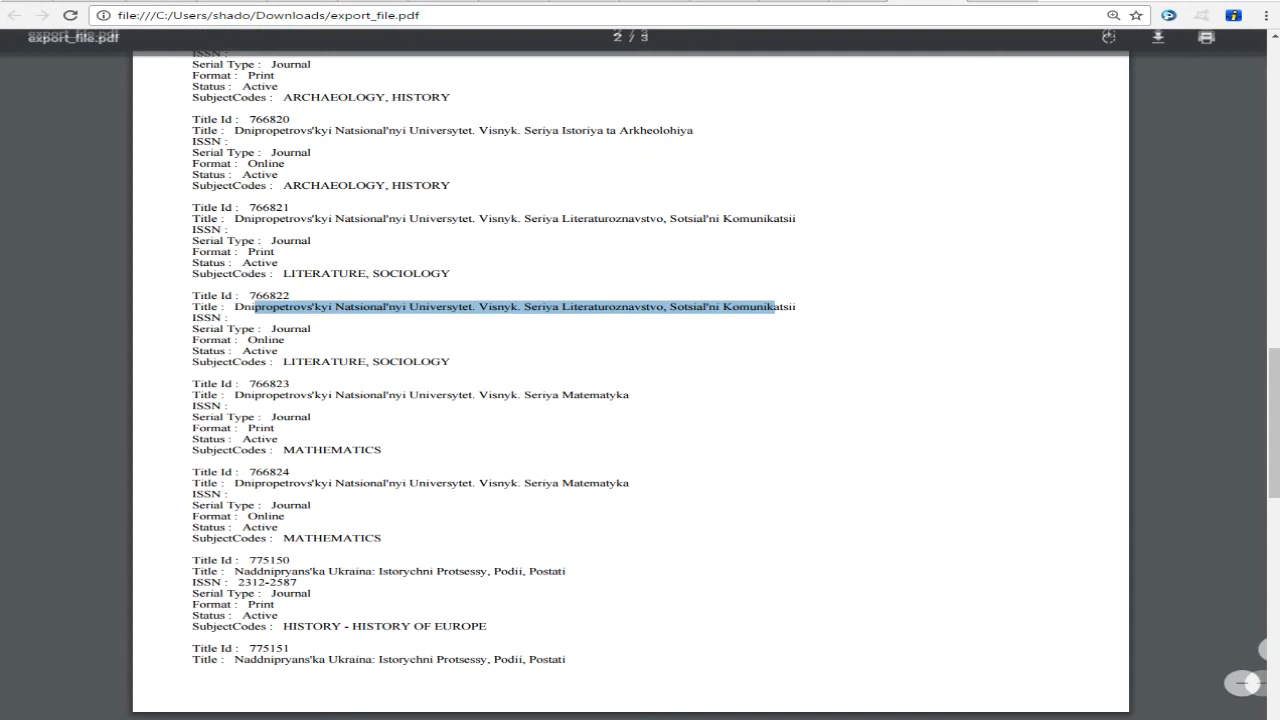 file:///C:/Users/shado/Downloads/export_file.pdf
export_file.pdf
2 / 3
ISSN :
Serial Type : Journal
Format : Print
Status : Active
SubjectCodes : ARCHAEOLOGY, HISTORY
Title Id : 766820
Title : Dnipropetrovs'kyi Natsional'nyi Universytet. Visnyk. Seriya Istoriya ta Arkheolohiya
ISSN :
Serial Type : Journal
Format : Online
Status : Active
SubjectCodes : ARCHAEOLOGY, HISTORY
Title Id : 766821
Title : Dnipropetrovs'kyi Natsional'nyi Universytet. Visnyk. Seriya Literaturoznavstvo, Sotsial'ni Komunikatsii
ISSN :
Serial Type : Journal
Format : Print
Status : Active
SubjectCodes : LITERATURE, SOCIOLOGY
Title Id : 766822
Title : Dnipropetrovs'kyi Natsional'nyi Universytet. Visnyk. Seriya Literaturoznavstvo, Sotsial'ni Komunikatsii
ISSN :
Serial Type : Journal
Format : Online
Status : Active
SubjectCodes : LITERATURE, SOCIOLOGY
Title Id : 766823
Title : Dnipropetrovs'kyi Natsional'nyi Universytet. Visnyk. Seriya Matematyka
ISSN :
Serial Type : Journal
Format : Print
Status : Active
SubjectCodes : MATHEMATICS
Title Id : 766824
Title : Dnipropetrovs'kyi Natsional'nyi Universytet. Visnyk. Seriya Matematyka
ISSN :
Serial Type : Journal
Format : Online
Status : Active
SubjectCodes : MATHEMATICS
Title Id : 775150
Title : Naddnipryans'ka Ukraina: Istorychni Protsessy, Podii, Postati
ISSN : 2312-2587
Serial Type : Journal
Format : Print
Status : Active
SubjectCodes : HISTORY - HISTORY OF EUROPE
Title Id : 775151
Title : Naddnipryans'ka Ukraina: Istorychni Protsessy, Podii, Postati